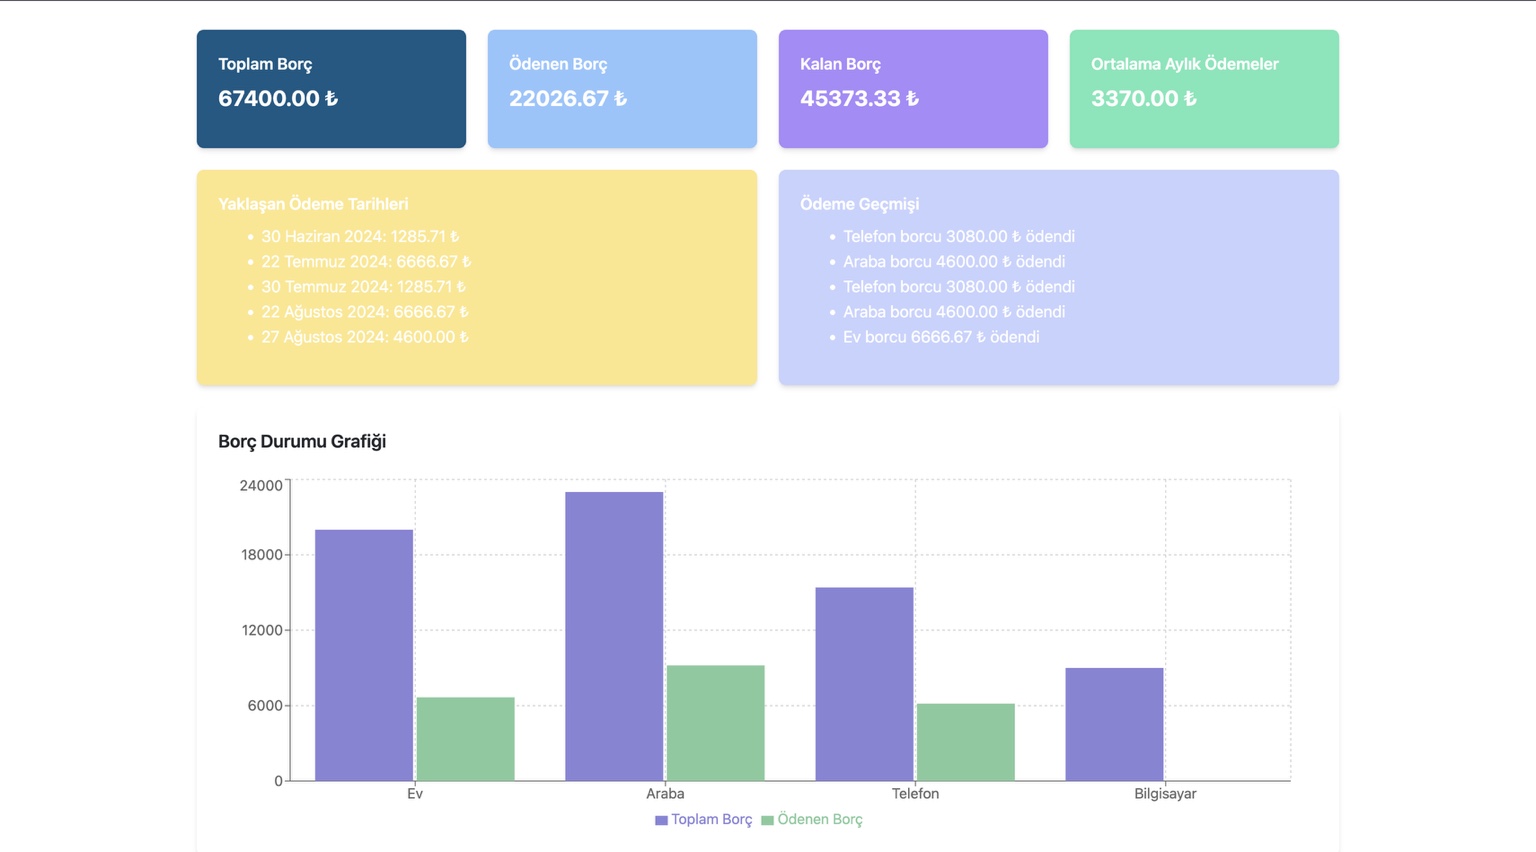 Toplam Borç
67400.00 ₺
Ödenen Borç
22026.67 ₺
Kalan Borç
45373.33 ₺
Ortalama Aylık Ödemeler
3370.00 ₺
Yaklaşan Ödeme Tarihleri
30 Haziran 2024: 1285.71 ₺
22 Temmuz 2024: 6666.67 ₺
30 Temmuz 2024: 1285.71 ₺
22 Ağustos 2024: 6666.67 ₺
27 Ağustos 2024: 4600.00 ₺
Ödeme Geçmişi
Telefon borcu 3080.00 ₺ ödendi
Araba borcu 4600.00 ₺ ödendi
Telefon borcu 3080.00 ₺ ödendi
Araba borcu 4600.00 ₺ ödendi
Ev borcu 6666.67 ₺ ödendi
Borç Durumu Grafiği
24000
18000
12000
6000
0
Ev Araba Telefon Bilgisayar
Toplam Borç Ödenen Borç